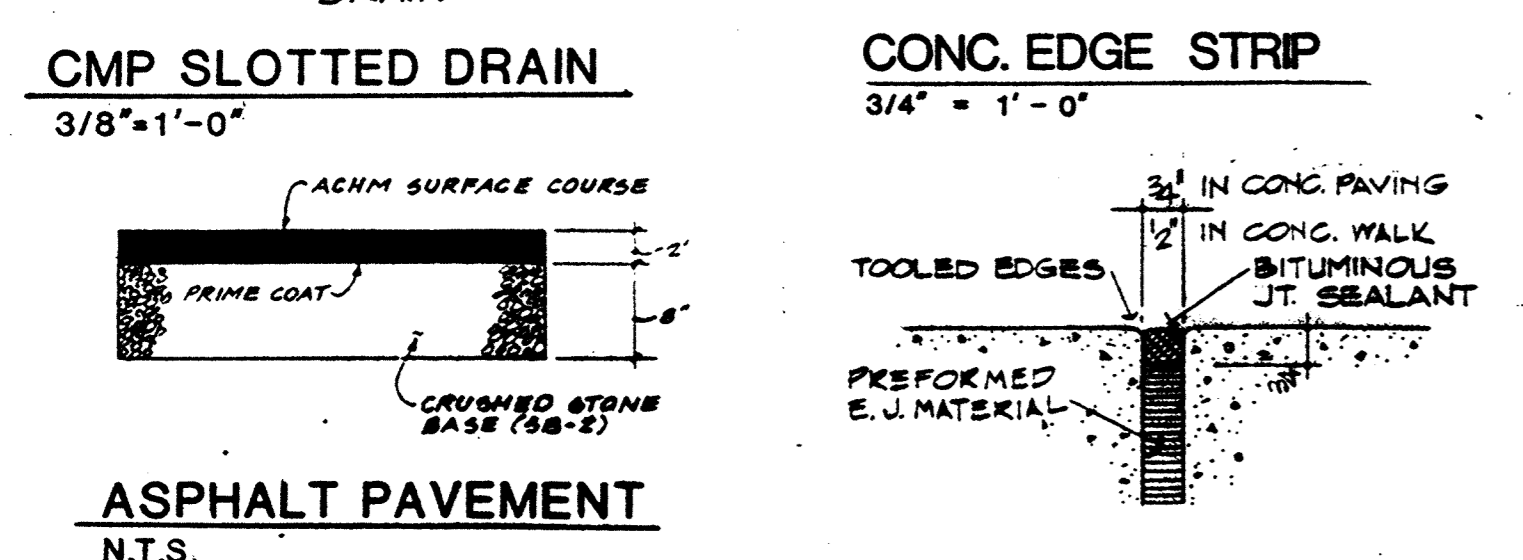 CMP SLOTTED DRAIN
3/8"=1'-0"
ACHM SURFACE COURSE
2'
PRIME COAT
8"
CRUSHED STONE
BASE (SB-2)
ASPHALT PAVEMENT
N.T.S.
CONC. EDGE STRIP
3/4" = 1'-0"
3/4" IN CONC. PAVING
1/2" IN CONC. WALK
TOOLED EDGES
BITUMINOUS
JT. SEALANT
PREFORMED
E. J. MATERIAL